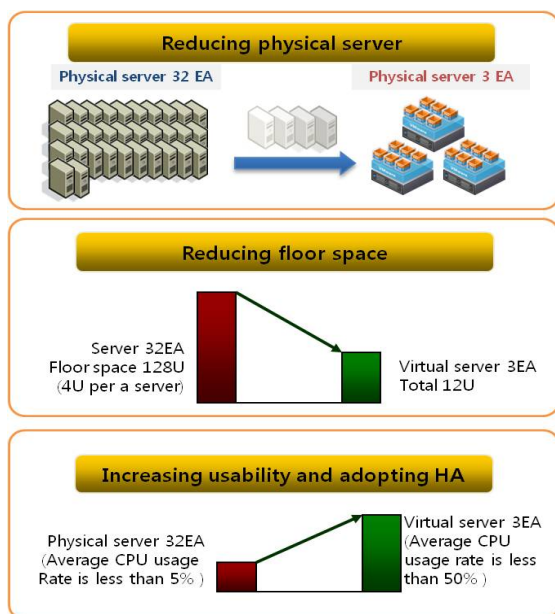 Reducing physical server
Physical server 32 EA
Physical server 3 EA
Reducing floor space
Server 32EA
Floor space 128U
(4U per a server)
Virtual server 3EA
Total 12U
Increasing usability and adopting HA
Physical server 32EA
(Average CPU usage
Rate is less than 5% )
Virtual server 3EA
(Average CPU
usage rate is less
than 50% )